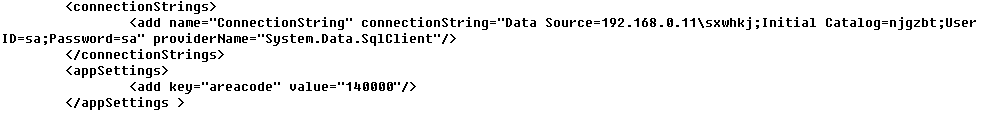 <connectionStrings>
<add name="ConnectionString" connectionString="Data Source=192.168.0.11\sxwhkj;Initial Catalog=njgzbt;User
ID=sa;Password=sa" providerName="System.Data.SqlClient"/>
</connectionStrings>
<appSettings>
<add key="areacode" value="140000"/>
</appSettings >